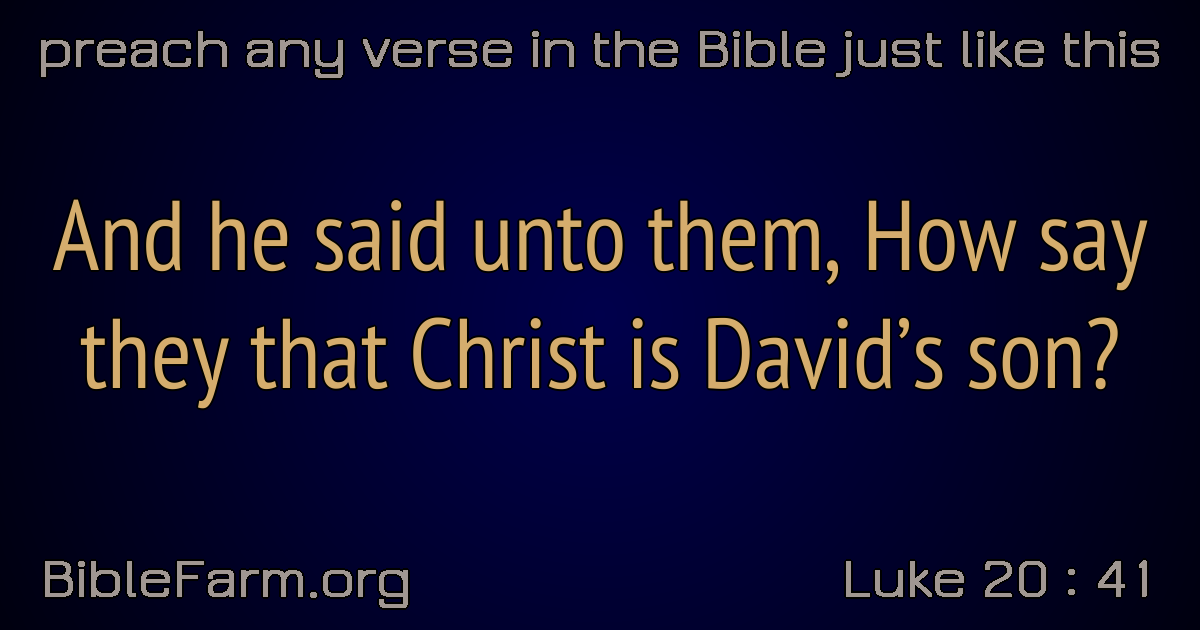 preach any verse in the Bible just like this
And he said unto them, How say
they that Christ is David’s son?
BibleFarm.org
Luke 20 : 41